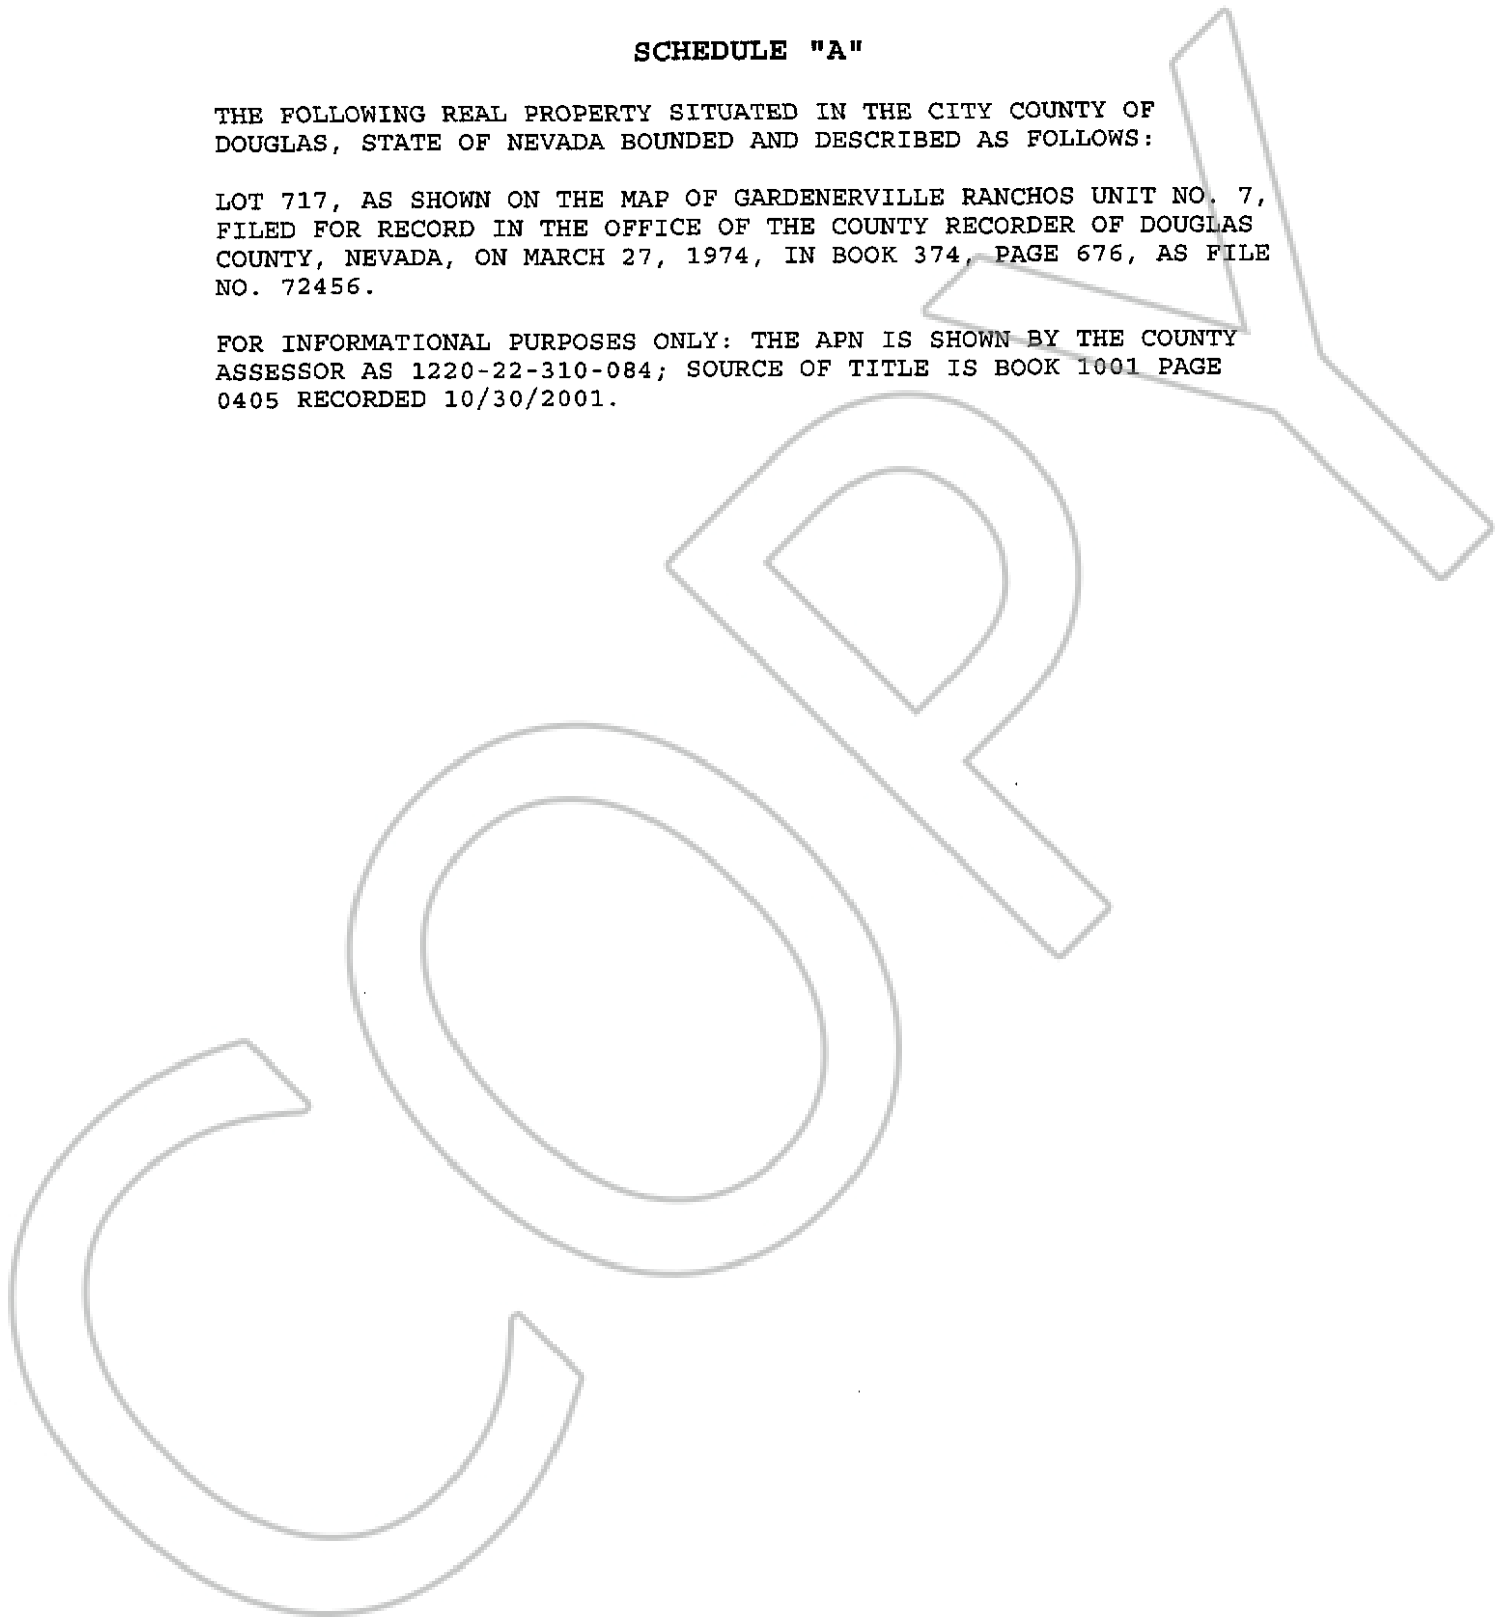 SCHEDULE "A"
THE FOLLOWING REAL PROPERTY SITUATED IN THE CITY COUNTY OF
DOUGLAS, STATE OF NEVADA BOUNDED AND DESCRIBED AS FOLLOWS:
LOT 717, AS SHOWN ON THE MAP OF GARDENERVILLE RANCHOS UNIT NO. 7,
FILED FOR RECORD IN THE OFFICE OF THE COUNTY RECORDER OF DOUGLAS
COUNTY, NEVADA, ON MARCH 27, 1974, IN BOOK 374, PAGE 676, AS FILE
NO. 72456.
FOR INFORMATIONAL PURPOSES ONLY: THE APN IS SHOWN BY THE COUNTY
ASSESSOR AS 1220-22-310-084; SOURCE OF TITLE IS BOOK 1001 PAGE
0405 RECORDED 10/30/2001.
COPY